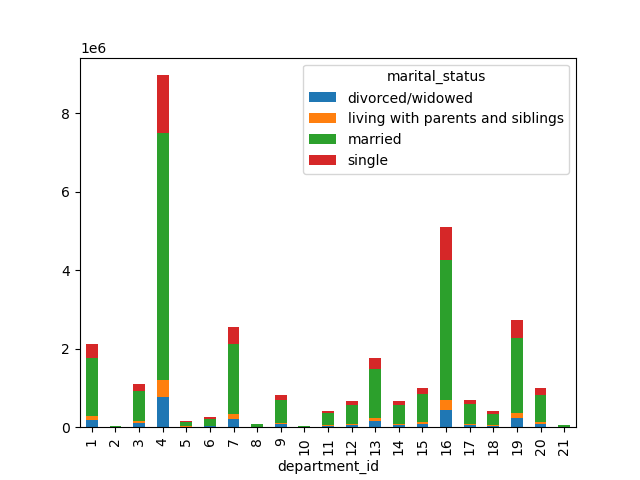 1e6
marital_status
divorced/widowed
living with parents and siblings
married
single
8
6
4
2
0
1 2 3 4 5 6 7 8 9 10 11 12 13 14 15 16 17 18 19 20 21
department_id